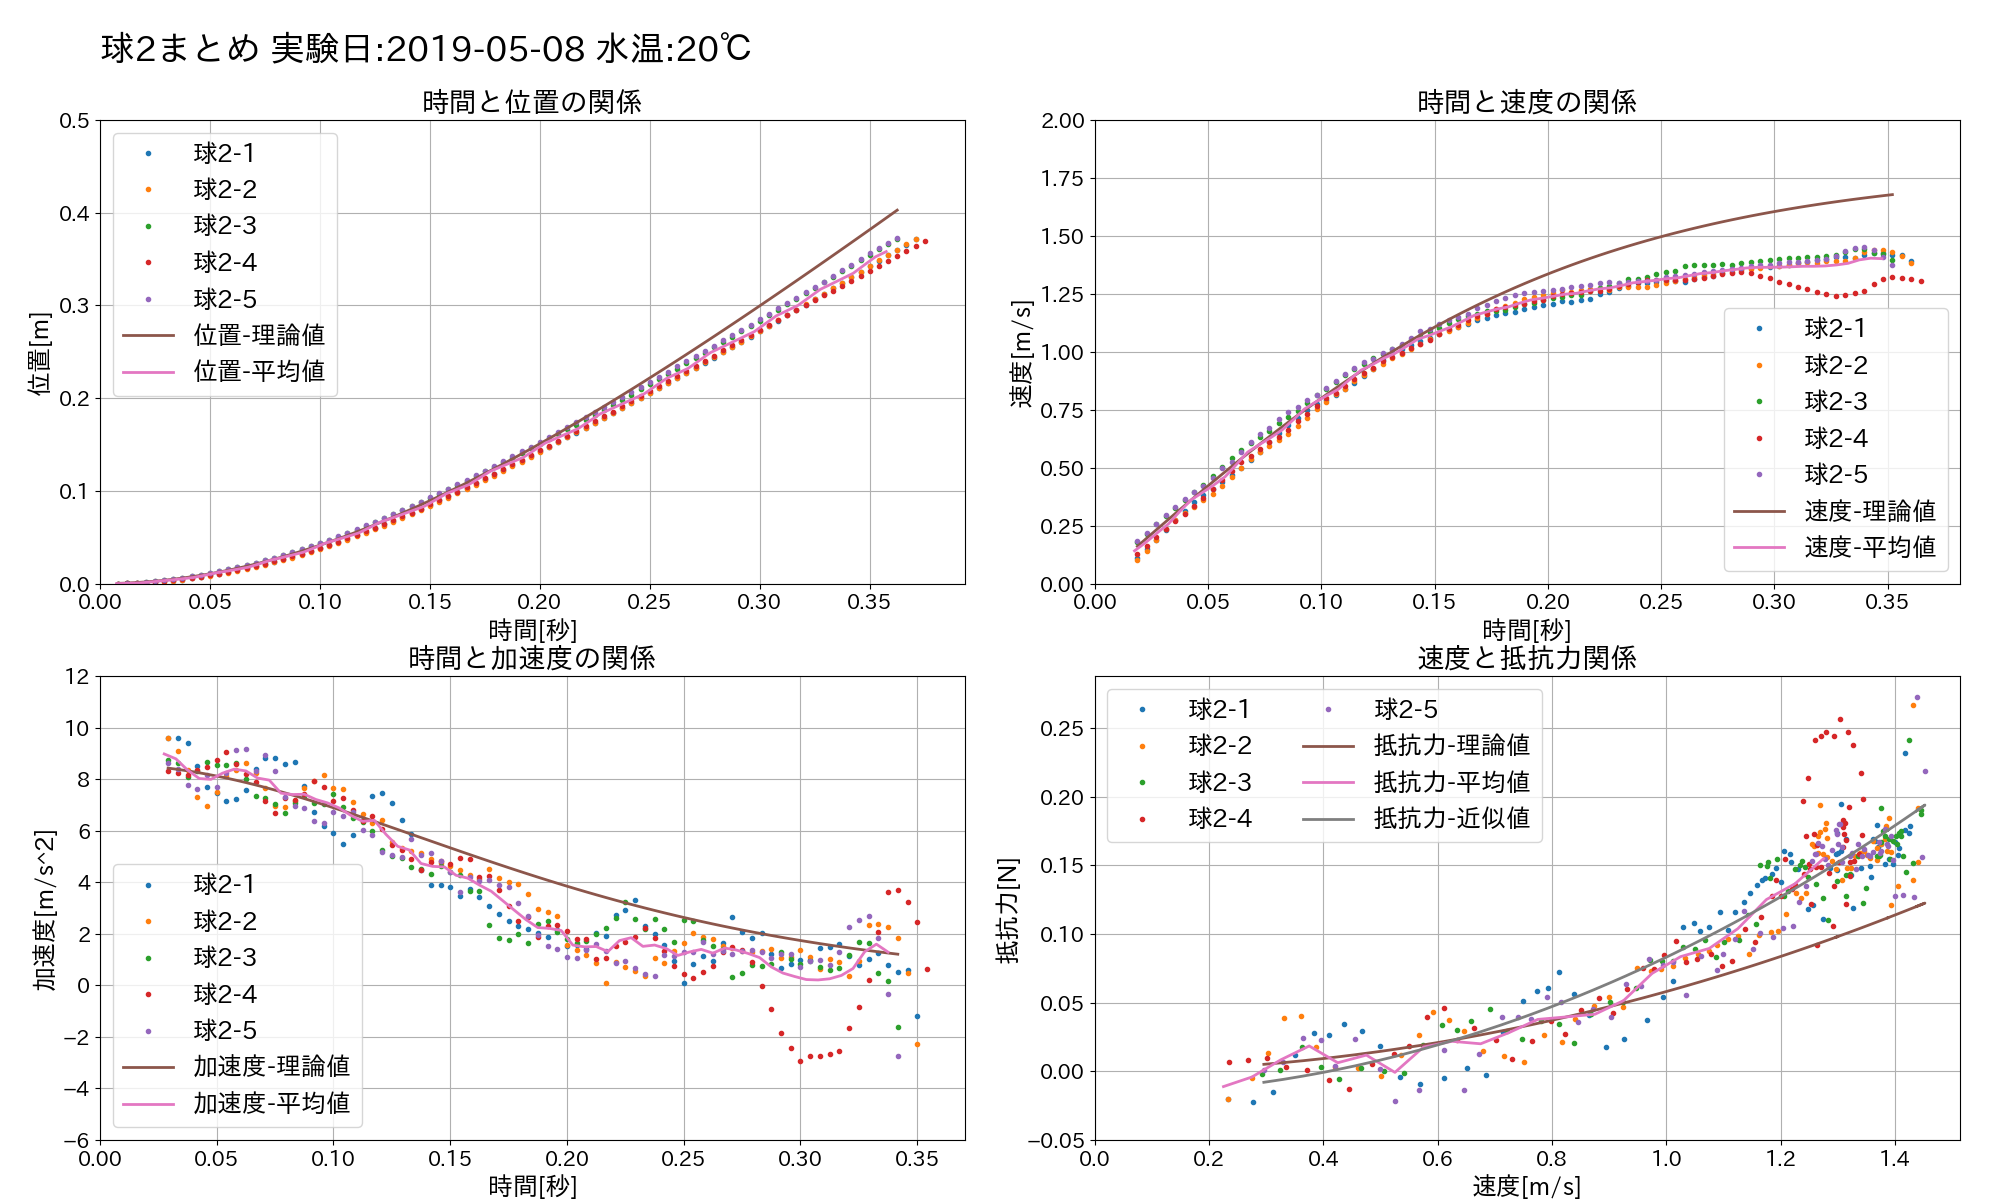 球2まとめ 実験日:2019-05-08 水温:20℃
時間と位置の関係
0.5
0.4
0.3
0.2
0.1
0.0
位置[m]
球2-1
球2-2
球2-3
球2-4
球2-5
位置-理論値
位置-平均値
0.00 0.05 0.10 0.15 0.20 0.25 0.30 0.35
時間[秒]
時間と速度の関係
2.00
1.75
1.50
1.25
1.00
0.75
0.50
0.25
0.00
速度[m/s]
球2-1
球2-2
球2-3
球2-4
球2-5
速度-理論値
速度-平均値
0.00 0.05 0.10 0.15 0.20 0.25 0.30 0.35
時間[秒]
時間と加速度の関係
12
10
8
6
4
2
0
−2
−4
−6
加速度[m/s^2]
球2-1
球2-2
球2-3
球2-4
球2-5
加速度-理論値
加速度-平均値
0.00 0.05 0.10 0.15 0.20 0.25 0.30 0.35
時間[秒]
速度と抵抗力関係
0.25
0.20
0.15
0.10
0.05
0.00
−0.05
抵抗力[N]
球2-1
球2-2
球2-3
球2-4
球2-5
抵抗力-理論値
抵抗力-平均値
抵抗力-近似値
0.0 0.2 0.4 0.6 0.8 1.0 1.2 1.4
速度[m/s]